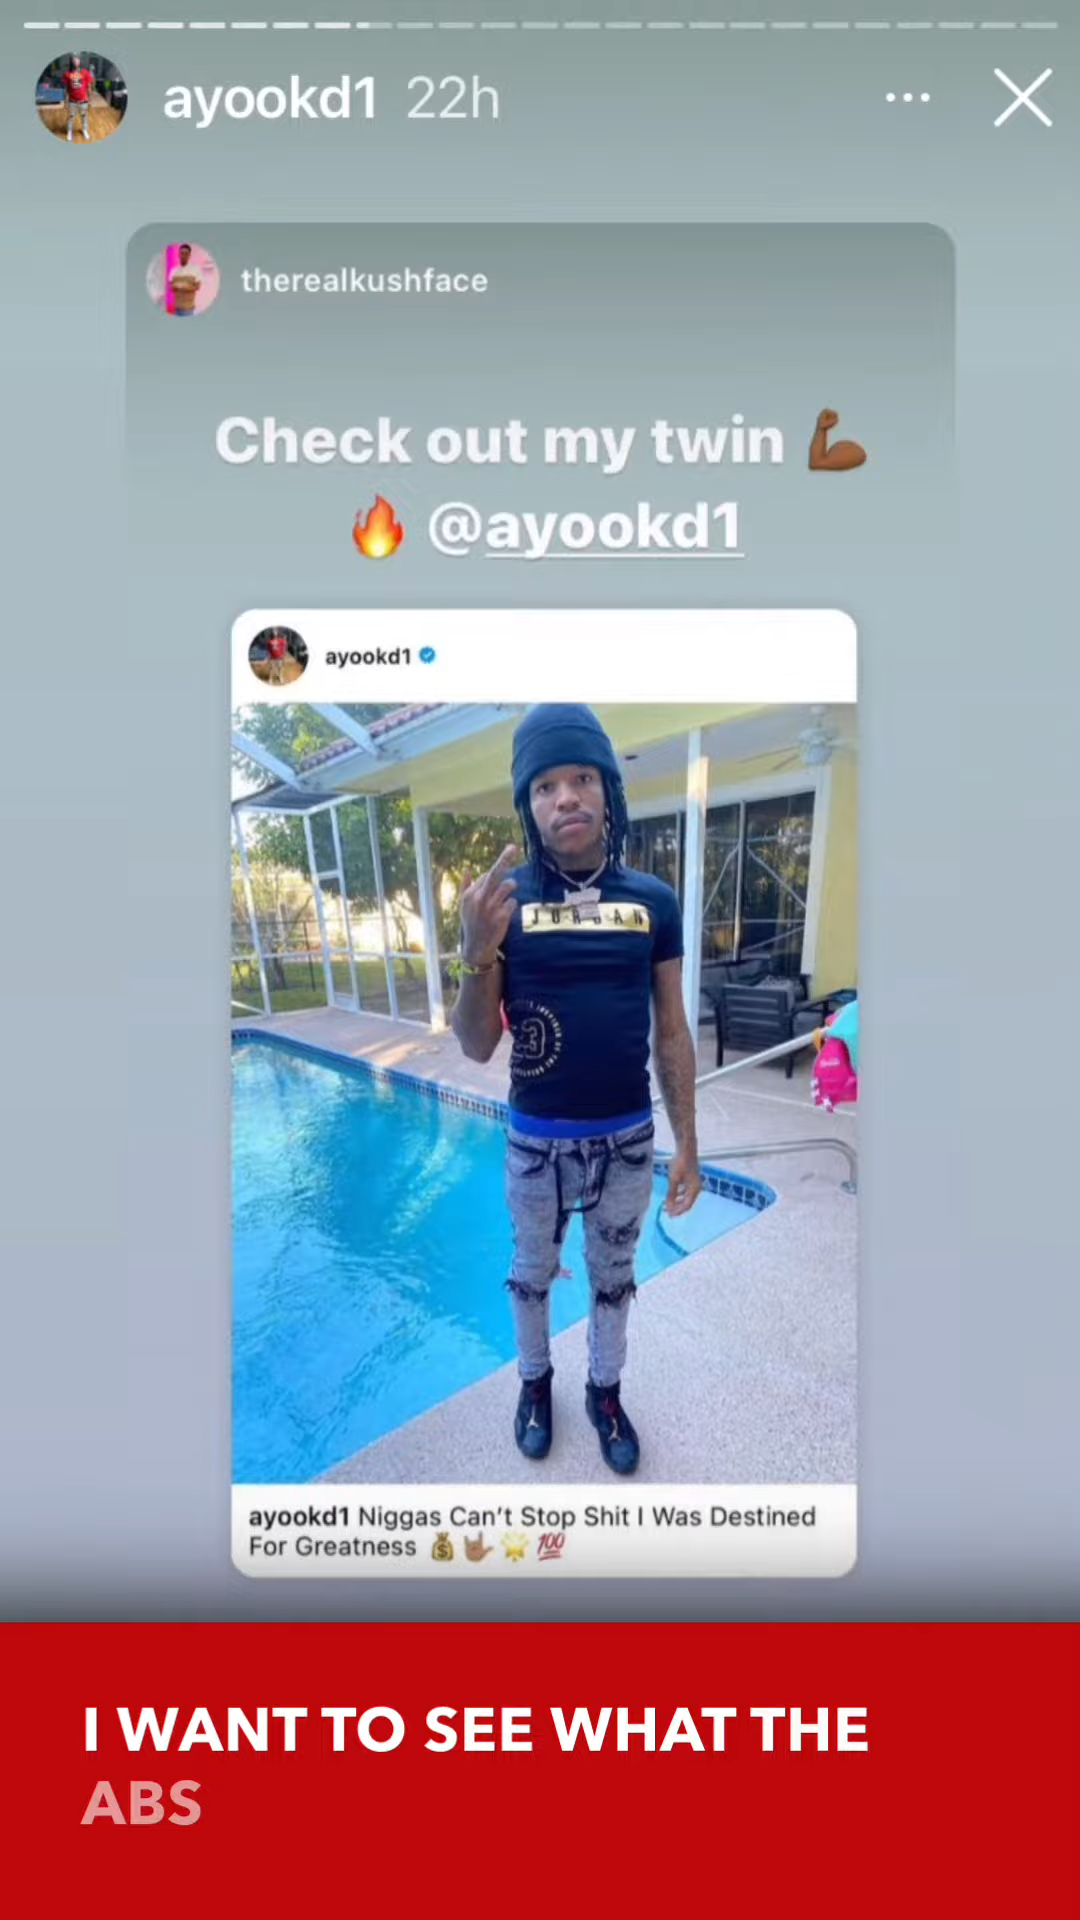 ayookd1 22h
therealkushface
Check out my twin 💪🏾
🔥 @ayookd1
ayookd1
JORDAN
ayookd1 Niggas Can't Stop Shit I Was Destined
For Greatness 💰🤟🏽🌟💯
I WANT TO SEE WHAT THE
ABS